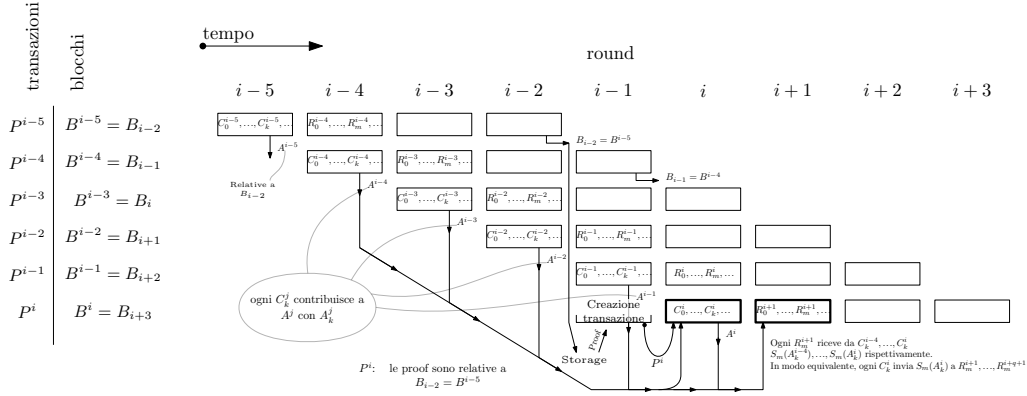 transazioni
blocchi
tempo
round
i − 5 i − 4 i − 3 i − 2 i − 1 i i + 1 i + 2 i + 3
P^{i−5} B^{i−5} = B_{i−2} C_0^{i−5}, ..., C_k^{i−5}, ... R_0^{i−4}, ..., R_m^{i−4}, ...
A^{i−5} B_{i−2} = B^{i−5}
P^{i−4} B^{i−4} = B_{i−1} C_0^{i−4}, ..., C_k^{i−4}, ... R_0^{i−3}, ..., R_m^{i−3}, ...
Relative a
B_{i−2}
A^{i−4} B_{i−1} = B^{i−4}
P^{i−3} B^{i−3} = B_i C_0^{i−3}, ..., C_k^{i−3}, ... R_0^{i−2}, ..., R_m^{i−2}, ...
A^{i−3}
P^{i−2} B^{i−2} = B_{i+1} C_0^{i−2}, ..., C_k^{i−2}, ... R_0^{i−1}, ..., R_m^{i−1}, ...
A^{i−2}
P^{i−1} B^{i−1} = B_{i+2} C_0^{i−1}, ..., C_k^{i−1}, ... R_0^i, ..., R_m^i, ...
A^{i−1}
ogni C_k^j contribuisce a
A^j con A_k^j
P^i B^i = B_{i+3} Creazione
transazione
C_0^i, ..., C_k^i, ... R_0^{i+1}, ..., R_m^{i+1}, ...
A^i
Proof
Storage
P^i
P^i: le proof sono relative a
B_{i−2} = B^{i−5}
Ogni R_m^{i+1} riceve da C_k^{i−4}, ..., C_k^i
S_m(A_k^{i−4}), ..., S_m(A_k^i) rispettivamente.
In modo equivalente, ogni C_k^i invia S_m(A_k^i) a R_m^{i+1}, ..., R_m^{i+q+1}